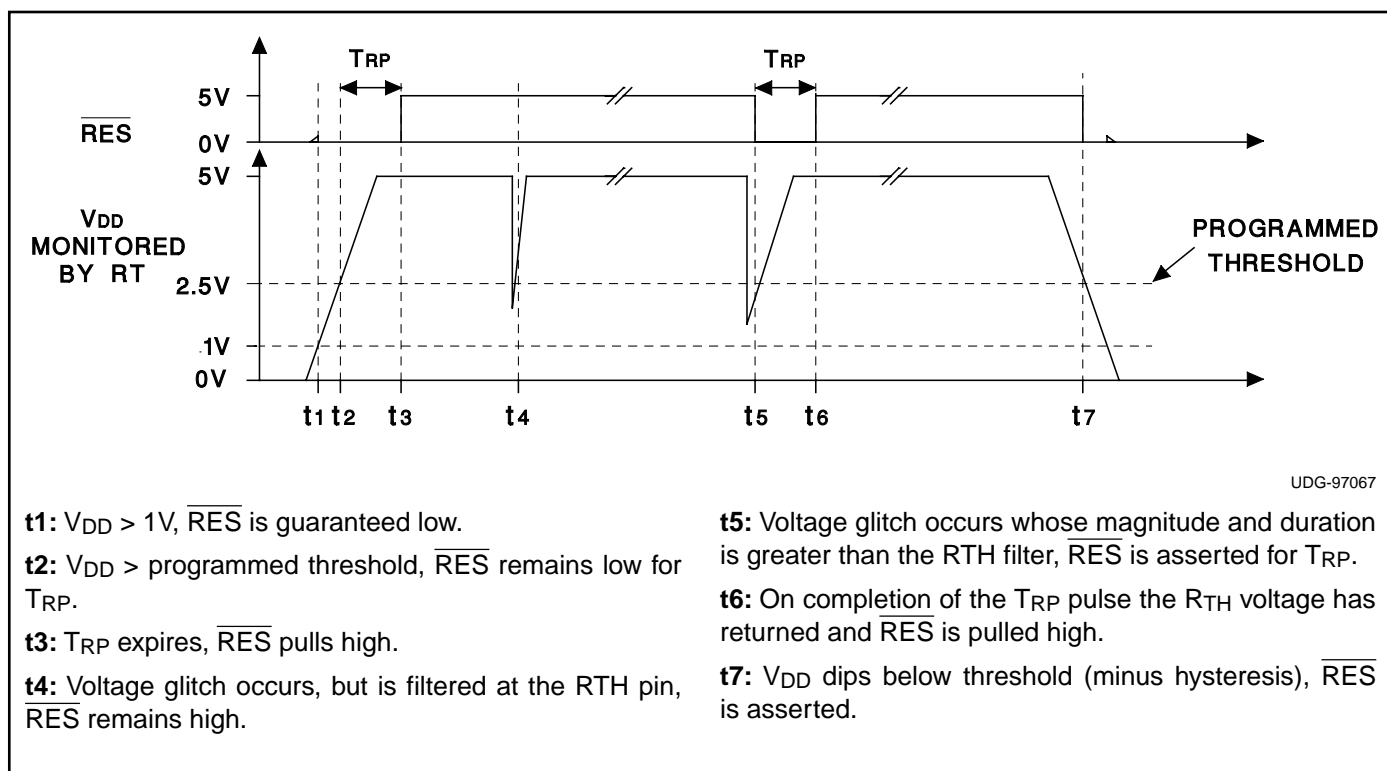 TRP TRP
5V
RES
0V
5V
VDD
MONITORED
BY RT
PROGRAMMED
THRESHOLD
2.5V
.1V
0V
t1 t2 t3 t4 t5 t6 t7
UDG-97067
t1: VDD > 1V, RES is guaranteed low.
t2: VDD > programmed threshold, RES remains low for
TRP.
t3: TRP expires, RES pulls high.
t4: Voltage glitch occurs, but is filtered at the RTH pin,
RES remains high.
t5: Voltage glitch occurs whose magnitude and duration
is greater than the RTH filter, RES is asserted for TRP.
t6: On completion of the TRP pulse the RTH voltage has
returned and RES is pulled high.
t7: VDD dips below threshold (minus hysteresis), RES
is asserted.